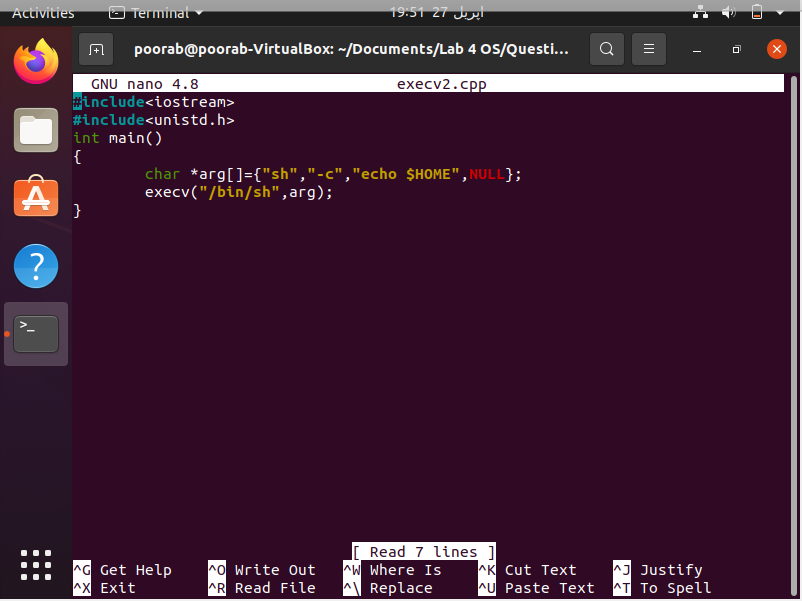 Activities Terminal 19:51 27 اپریل
poorab@poorab-VirtualBox: ~/Documents/Lab 4 OS/Questi...
GNU nano 4.8 execv2.cpp
#include<iostream>
#include<unistd.h>
int main()
{
char *arg[]={"sh","-c","echo $HOME",NULL};
execv("/bin/sh",arg);
}
[ Read 7 lines ]
^G Get Help ^O Write Out ^W Where Is ^K Cut Text ^J Justify
^X Exit ^R Read File ^\ Replace ^U Paste Text ^T To Spell